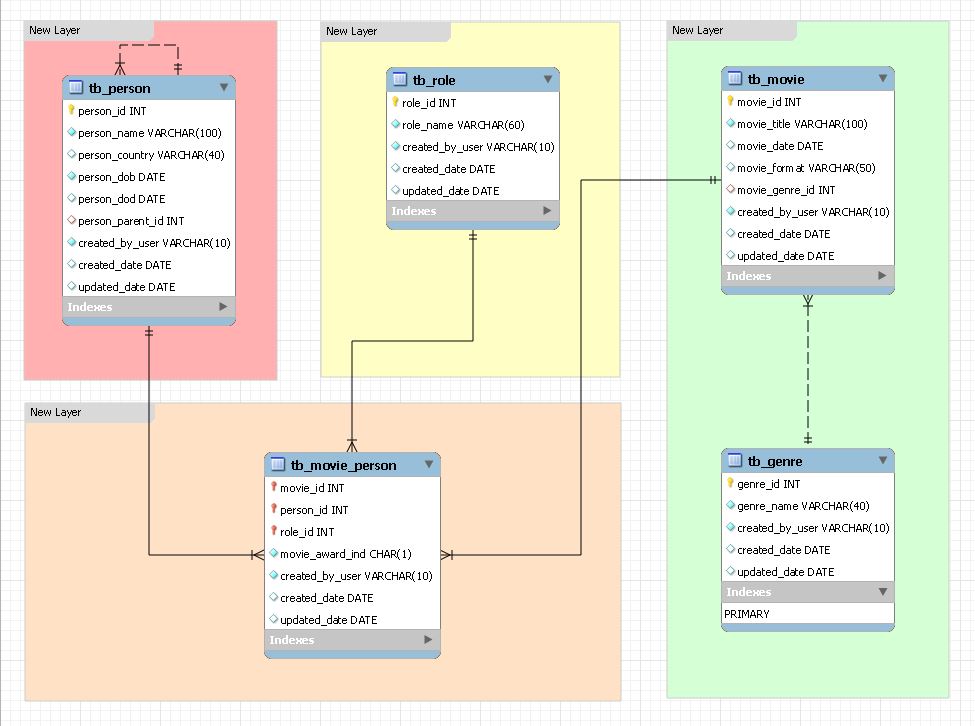 New Layer
tb_person
person_id INT
person_name VARCHAR(100)
person_country VARCHAR(40)
person_dob DATE
person_dod DATE
person_parent_id INT
created_by_user VARCHAR(10)
created_date DATE
updated_date DATE
Indexes
New Layer
tb_role
role_id INT
role_name VARCHAR(60)
created_by_user VARCHAR(10)
created_date DATE
updated_date DATE
Indexes
New Layer
tb_movie
movie_id INT
movie_title VARCHAR(100)
movie_date DATE
movie_format VARCHAR(50)
movie_genre_id INT
created_by_user VARCHAR(10)
created_date DATE
updated_date DATE
Indexes
New Layer
tb_movie_person
movie_id INT
person_id INT
role_id INT
movie_award_ind CHAR(1)
created_by_user VARCHAR(10)
created_date DATE
updated_date DATE
Indexes
tb_genre
genre_id INT
genre_name VARCHAR(40)
created_by_user VARCHAR(10)
created_date DATE
updated_date DATE
Indexes
PRIMARY